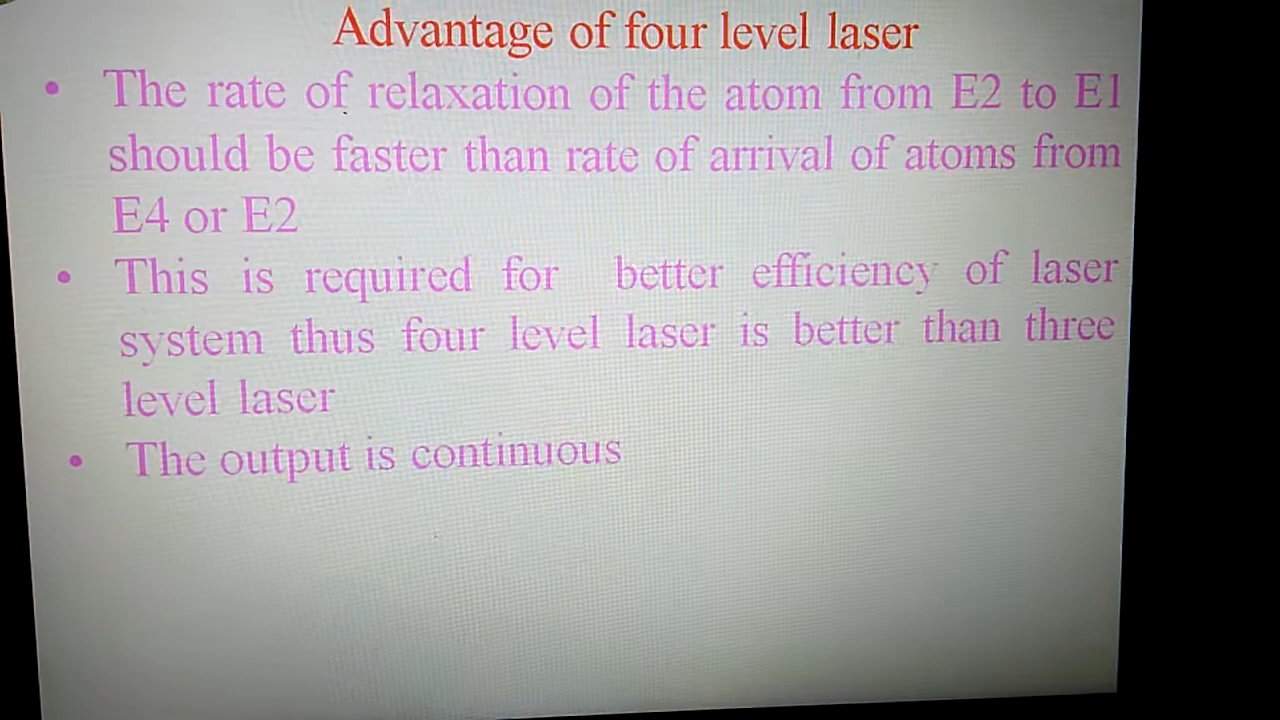 Advantage of four level laser
• The rate of relaxation of the atom from E2 to E1
should be faster than rate of arrival of atoms from
E4 or E2
• This is required for better efficiency of laser
system thus four level laser is better than three
level laser
• The output is continuous